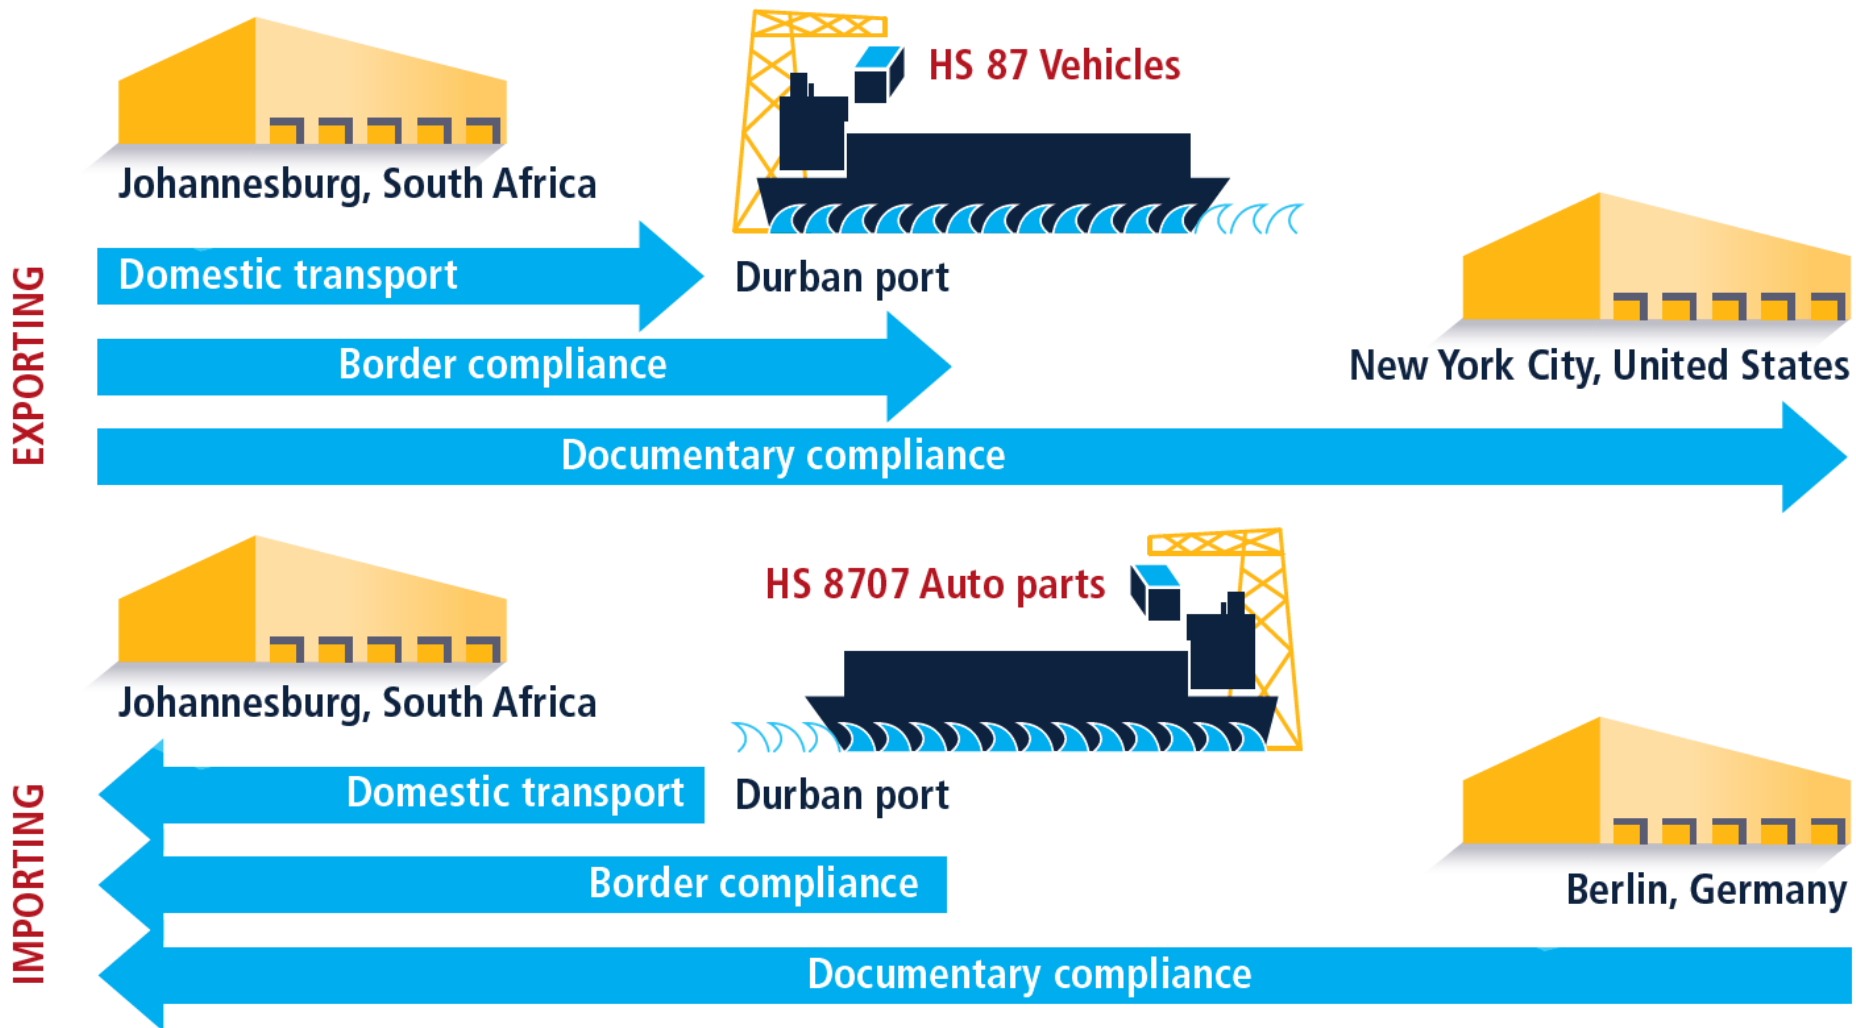 HS 87 Vehicles
Johannesburg, South Africa
EXPORTING
Domestic transport
Durban port
Border compliance
New York City, United States
Documentary compliance
HS 8707 Auto parts
Johannesburg, South Africa
IMPORTING
Domestic transport
Durban port
Border compliance
Berlin, Germany
Documentary compliance